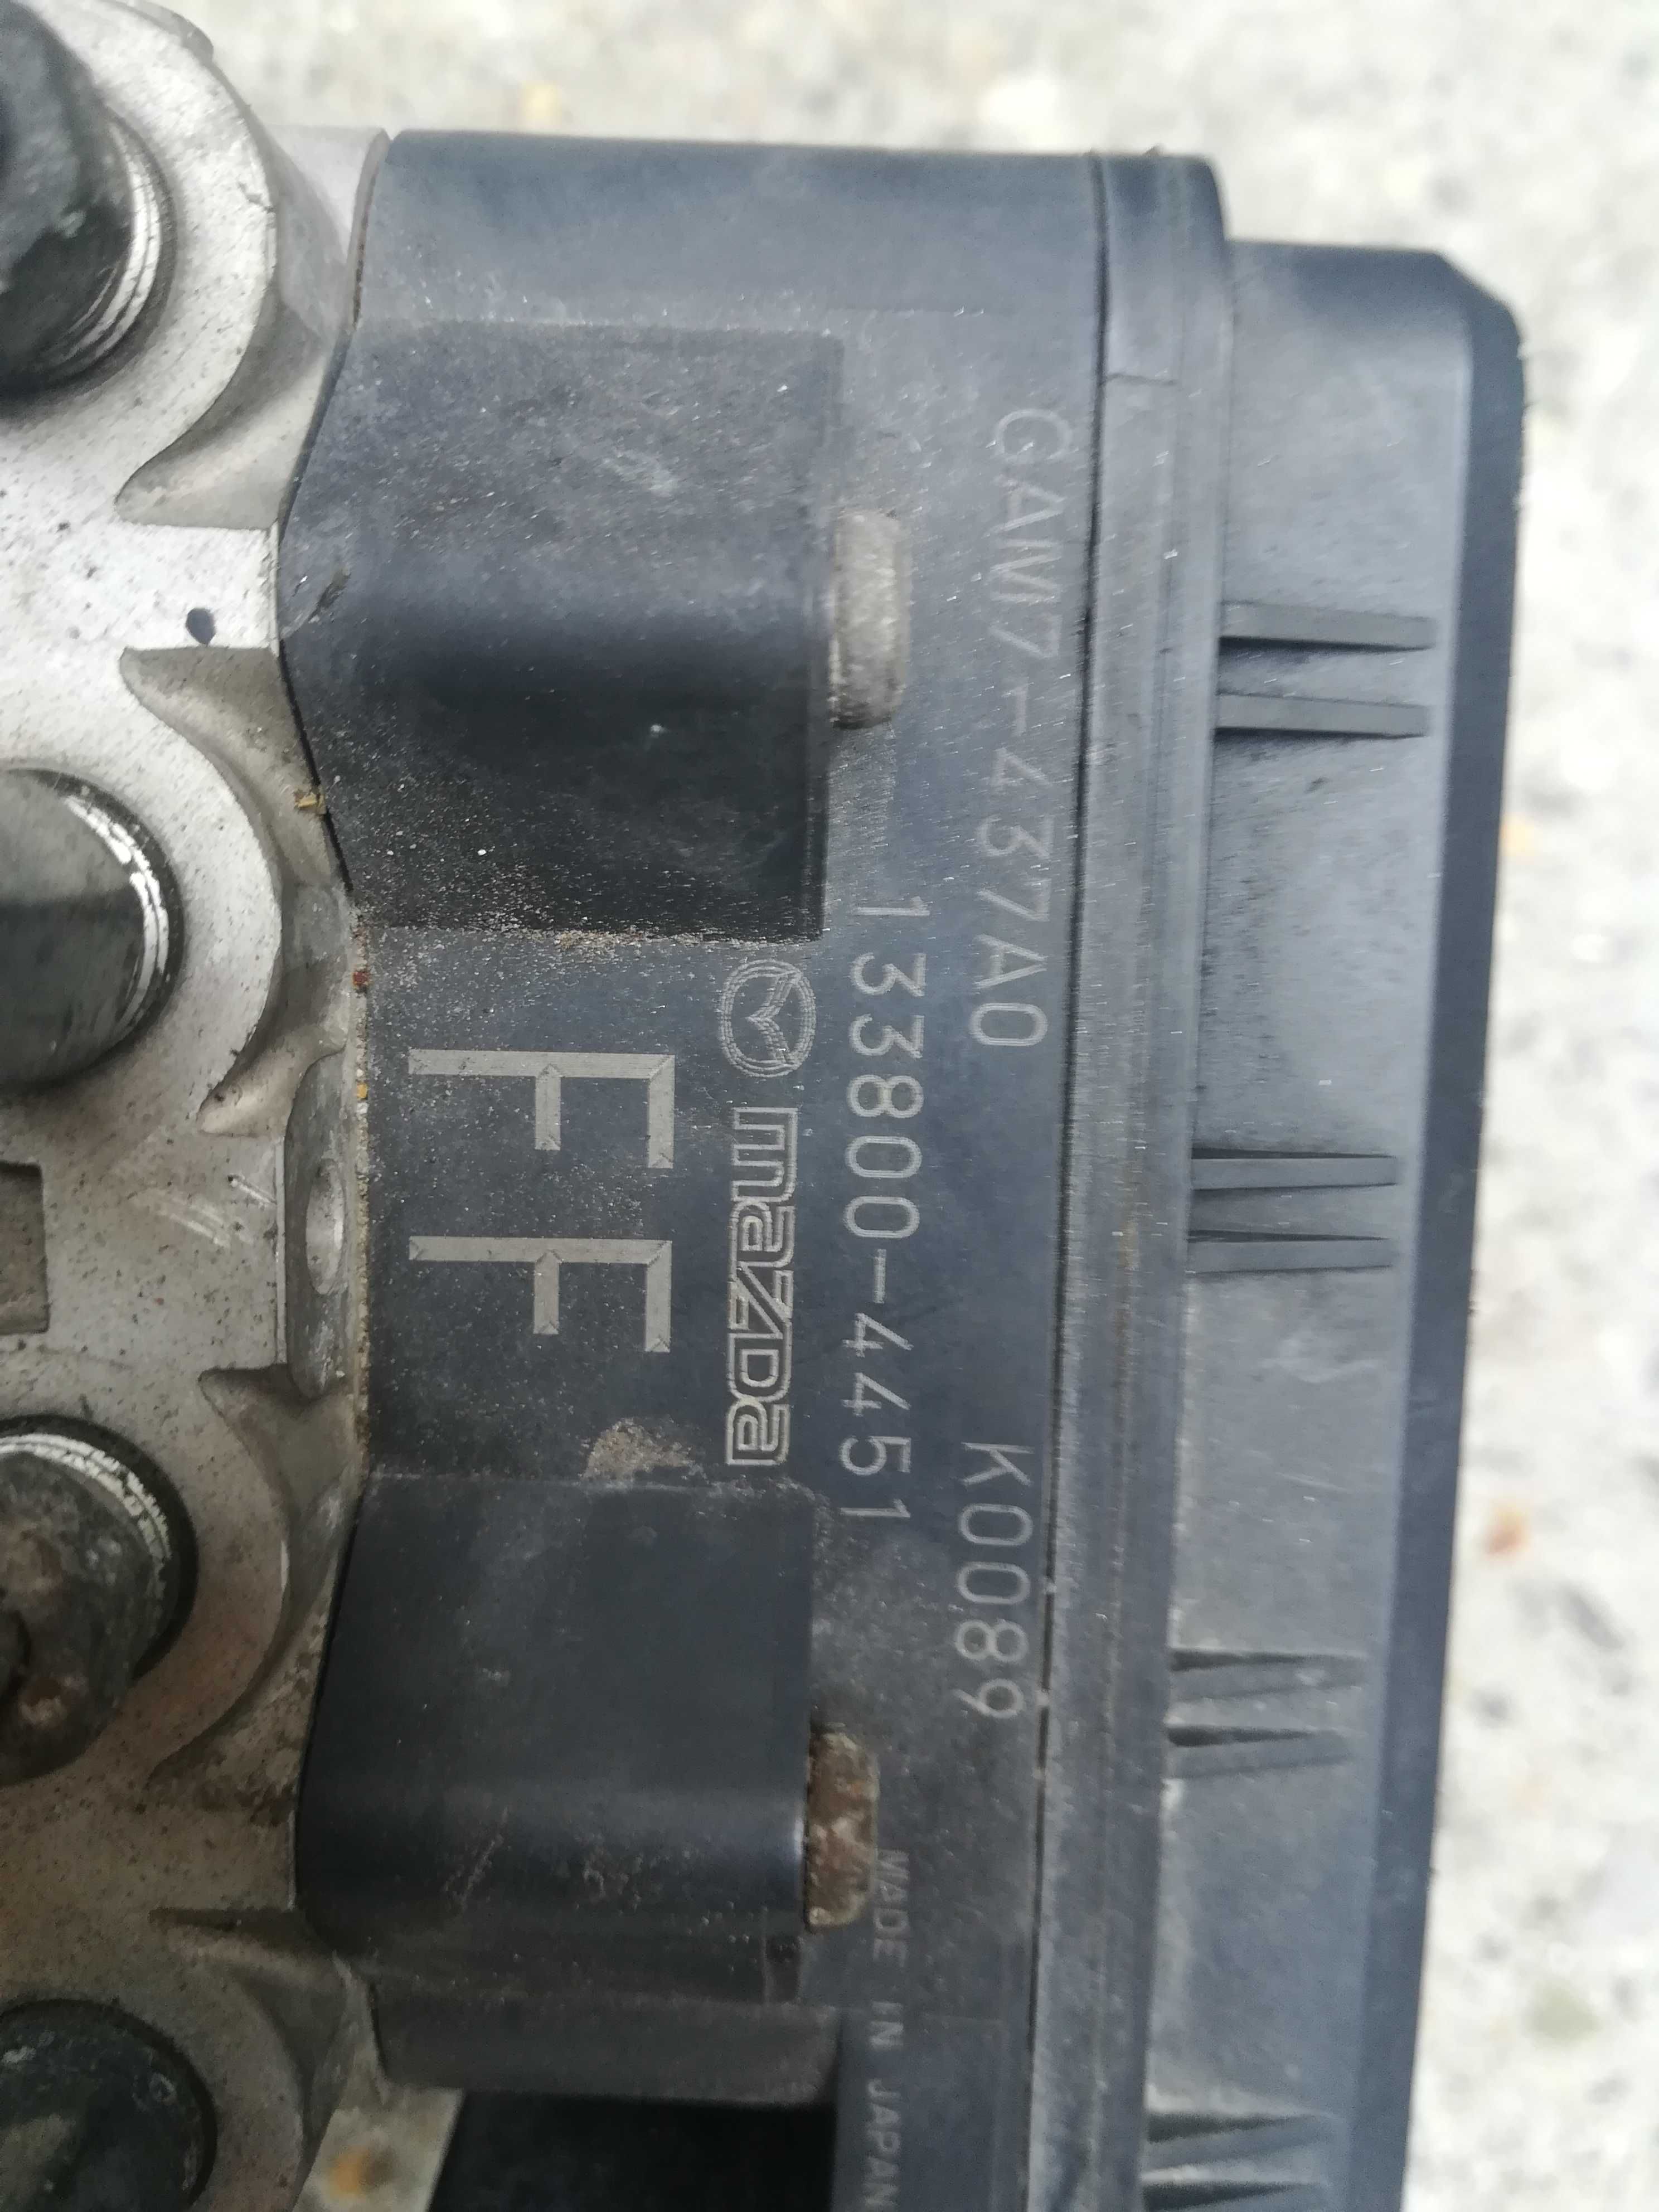 GAM7-437A0 K0089
133800-4451 MADE IN JAPAN
mazda
FF